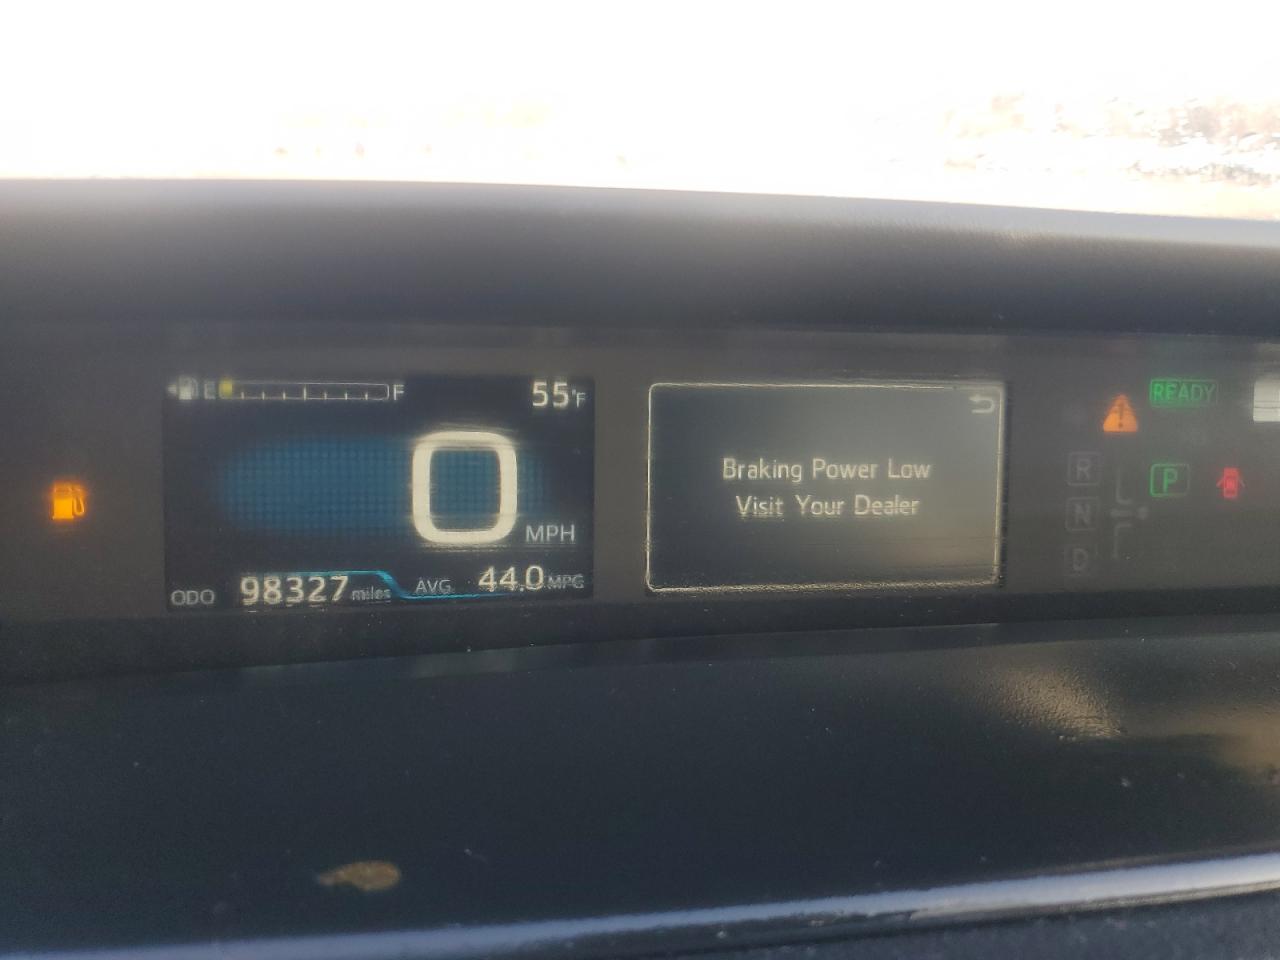 E F 55°F
0 MPH
ODO 98327 miles AVG 44.0 MPG
Braking Power Low
Visit Your Dealer
READY
R
P
N
D